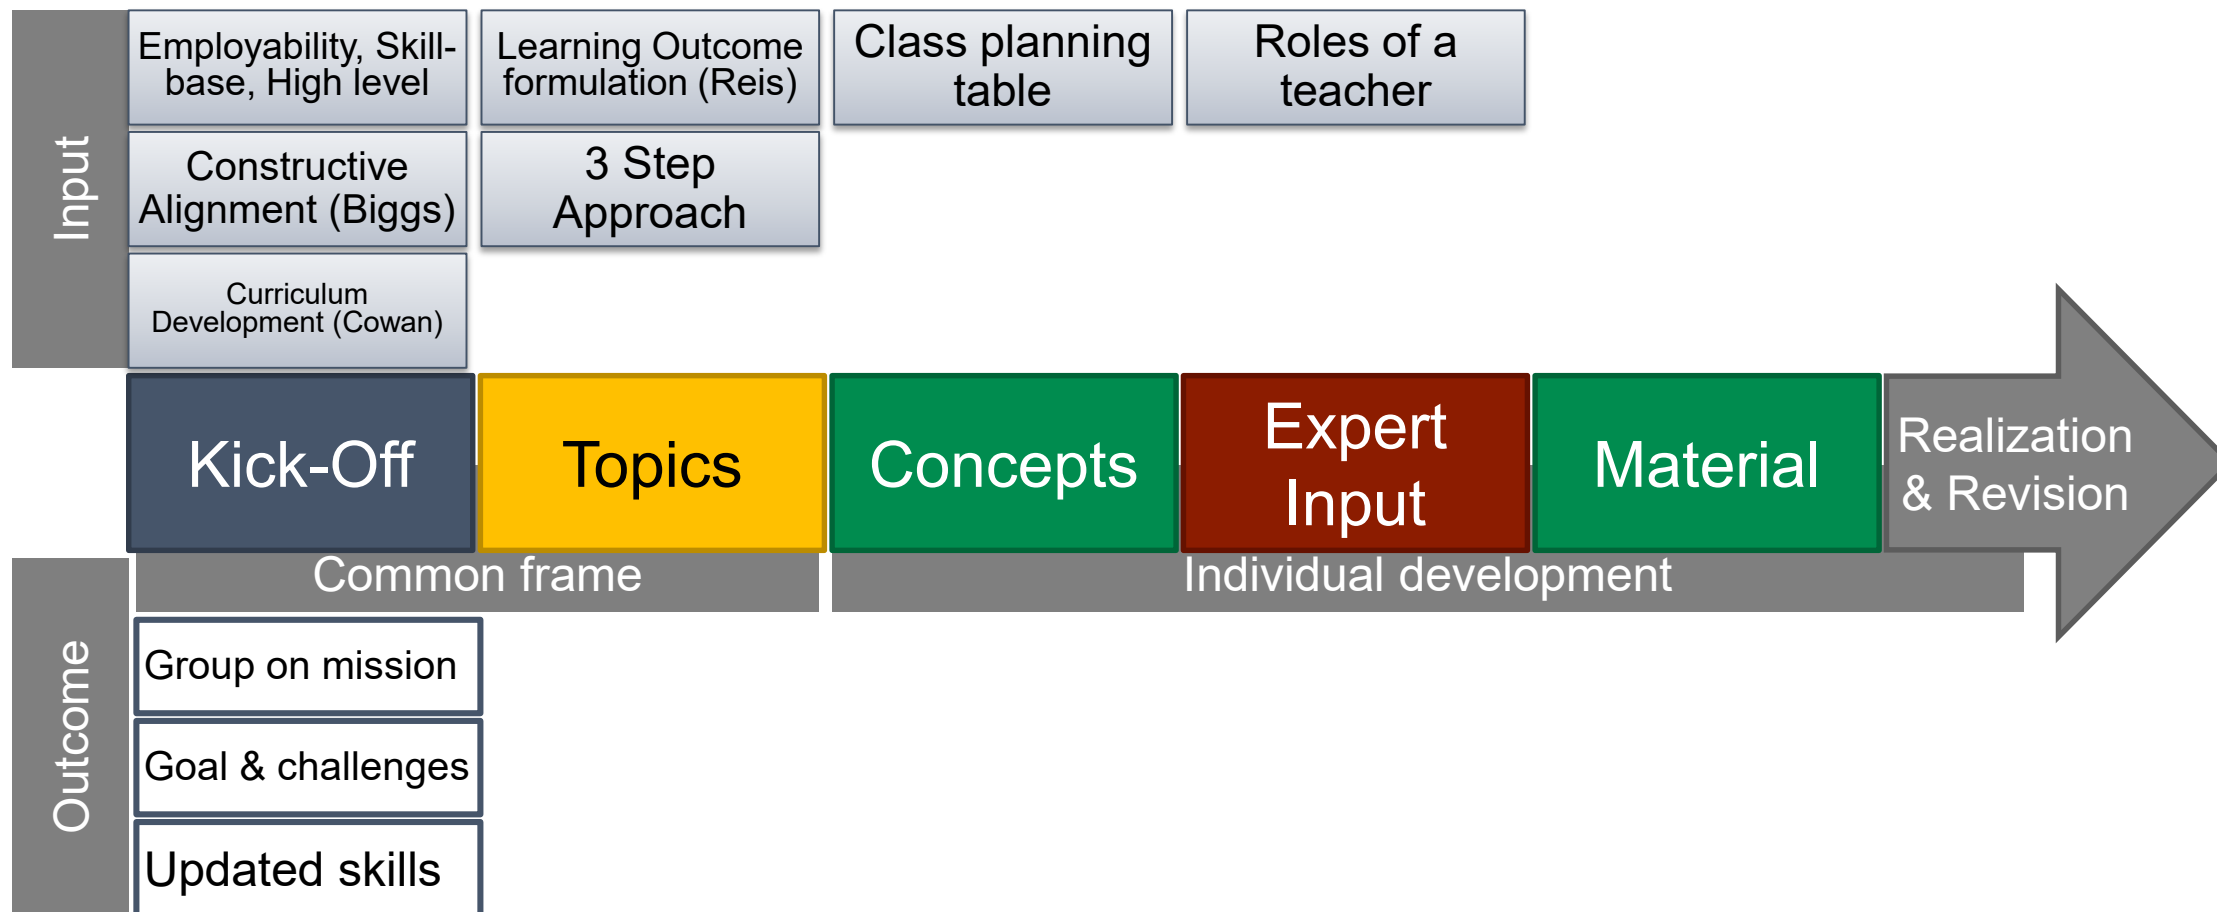 Input
Employability, Skill-
base, High level
Learning Outcome
formulation (Reis)
Class planning
table
Roles of a
teacher
Constructive
Alignment (Biggs)
3 Step
Approach
Curriculum
Development (Cowan)
Kick-Off
Topics
Concepts
Expert
Input
Material
Realization
& Revision
Common frame
Individual development
Outcome
Group on mission
Goal & challenges
Updated skills